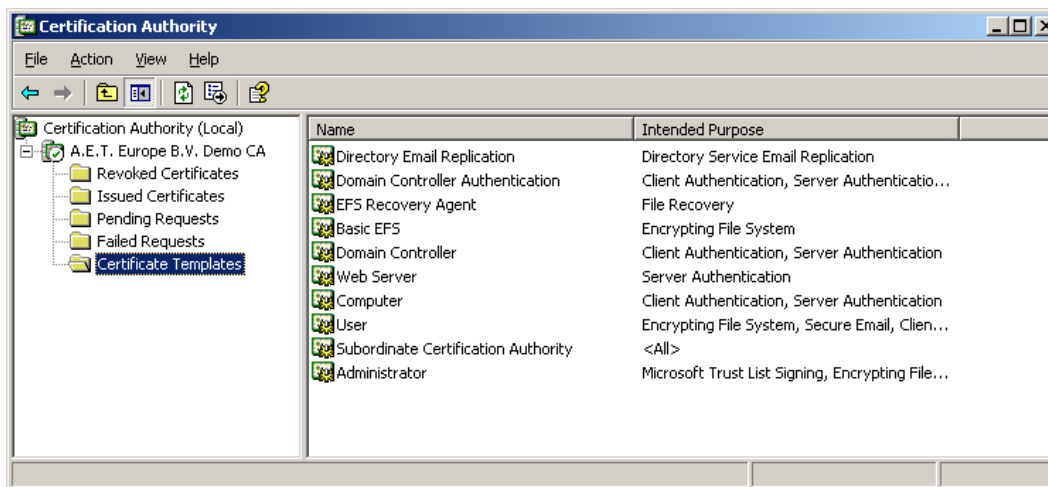 Certification Authority
File Action View Help
Certification Authority (Local)
A.E.T. Europe B.V. Demo CA
Revoked Certificates
Issued Certificates
Pending Requests
Failed Requests
Certificate Templates
Name Intended Purpose
Directory Email Replication Directory Service Email Replication
Domain Controller Authentication Client Authentication, Server Authenticatio...
EFS Recovery Agent File Recovery
Basic EFS Encrypting File System
Domain Controller Client Authentication, Server Authentication
Web Server Server Authentication
Computer Client Authentication, Server Authentication
User Encrypting File System, Secure Email, Clien...
Subordinate Certification Authority <All>
Administrator Microsoft Trust List Signing, Encrypting File...